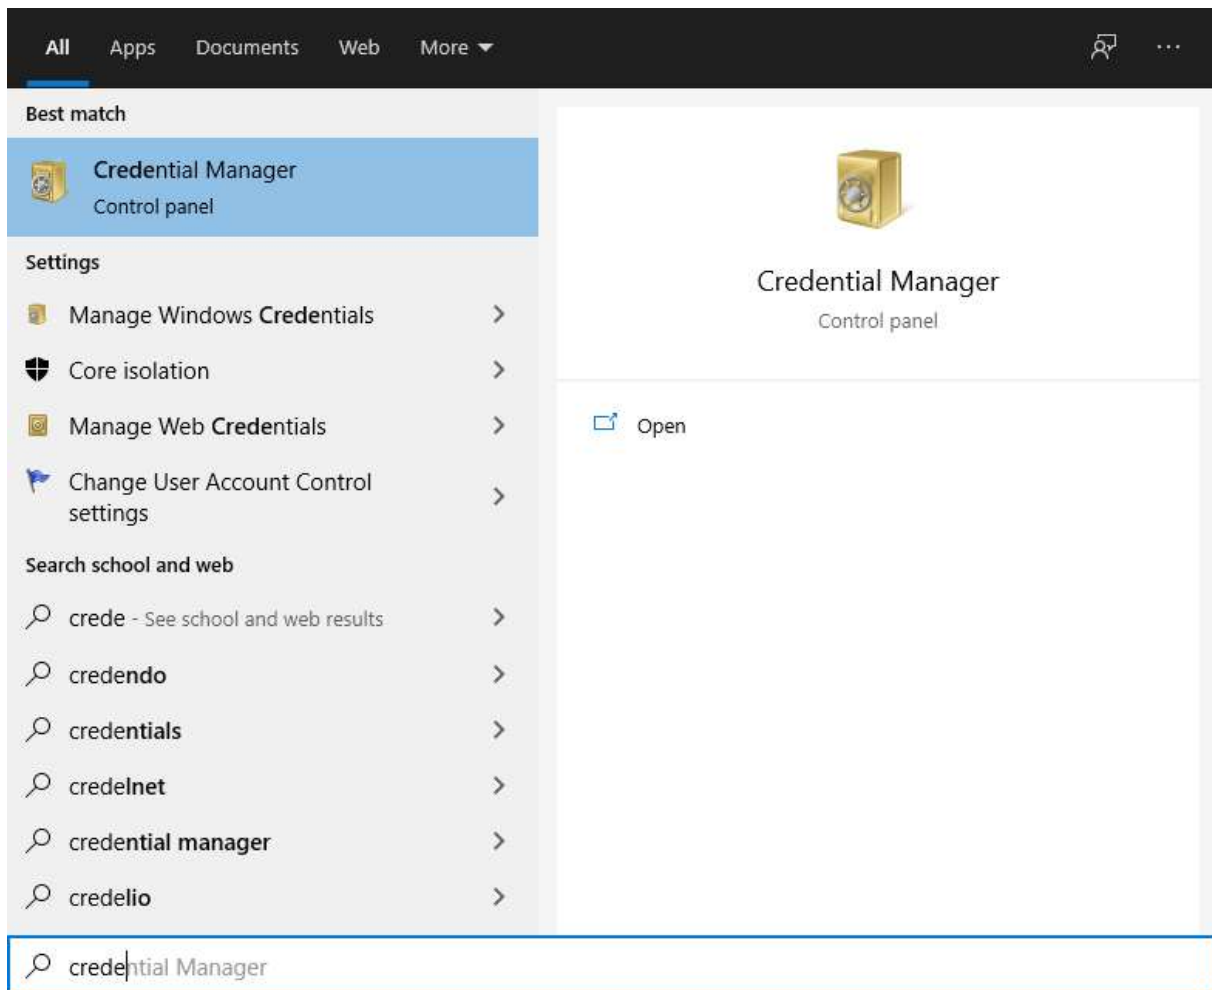 All Apps Documents Web More
Best match
Credential Manager
Control panel
Settings
Manage Windows Credentials
Core isolation
Manage Web Credentials
Change User Account Control
settings
Search school and web
crede - See school and web results
credendo
credentials
credelnet
credential manager
credelio
credential Manager
Credential Manager
Control panel
Open